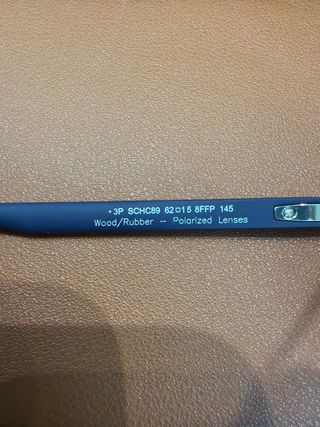 *3P SCHC89 62□15 8FFP 145
Wood/Rubber -- Polarized Lenses